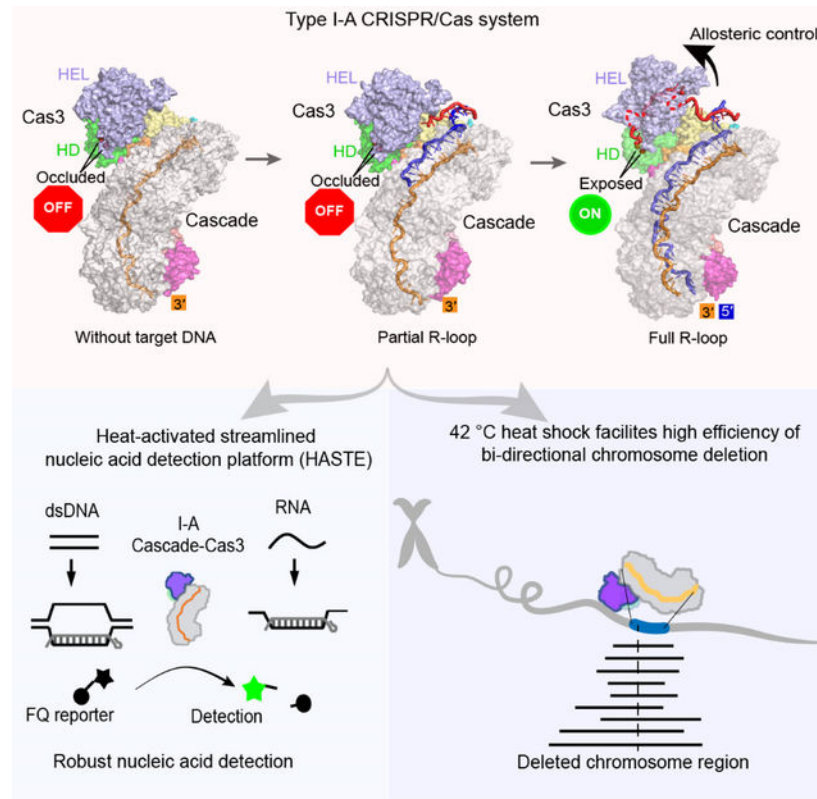 Type I-A CRISPR/Cas system
Allosteric control
HEL
Cas3
HD
Occluded
OFF
Cascade
3′
Without target DNA
HEL
Cas3
HD
Occluded
OFF
Cascade
3′
Partial R-loop
HEL
Cas3
HD
Exposed
ON
Cascade
3′ 5′
Full R-loop
Heat-activated streamlined
nucleic acid detection platform (HASTE)
dsDNA
I-A
Cascade-Cas3
RNA
FQ reporter
Detection
Robust nucleic acid detection
42 °C heat shock facilites high efficiency of
bi-directional chromosome deletion
Deleted chromosome region